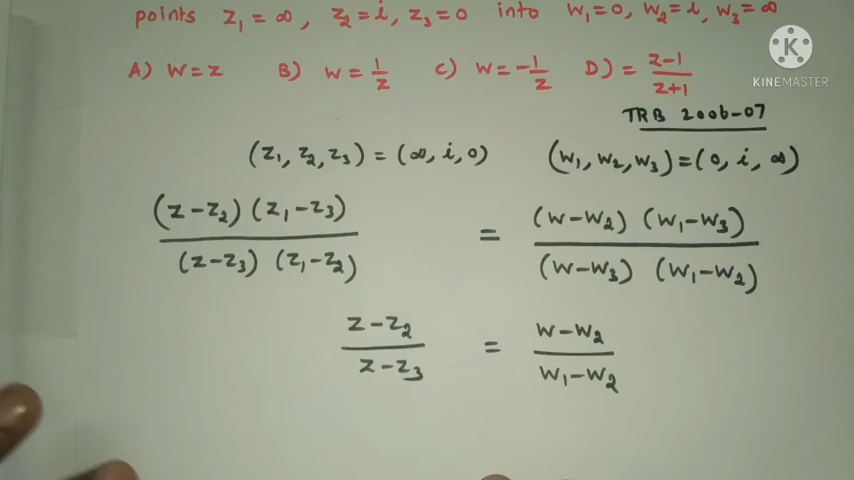 points z₁ = ∞, z₂ = i, z₃ = 0 into w₁ = 0, w₂ = i, w₃ = ∞
A) w = z B) w = 1/z C) w = -1/z D) = z-1/z+1
K
KINEMASTER
TRB 2006-07
(z₁, z₂, z₃) = (∞, i, 0) (w₁, w₂, w₃) = (0, i, ∞)
(z-z₂) (z₁-z₃) / (z-z₃) (z₁-z₂) = (w-w₂) (w₁-w₃) / (w-w₃) (w₁-w₂)
z-z₂ / z-z₃ = w-w₂ / w₁-w₂